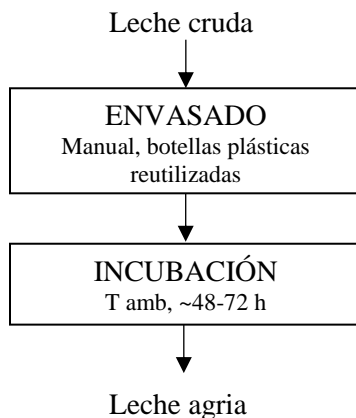 Leche cruda
ENVASADO
Manual, botellas plásticas
reutilizadas
INCUBACIÓN
T amb, ~48-72 h
Leche agria